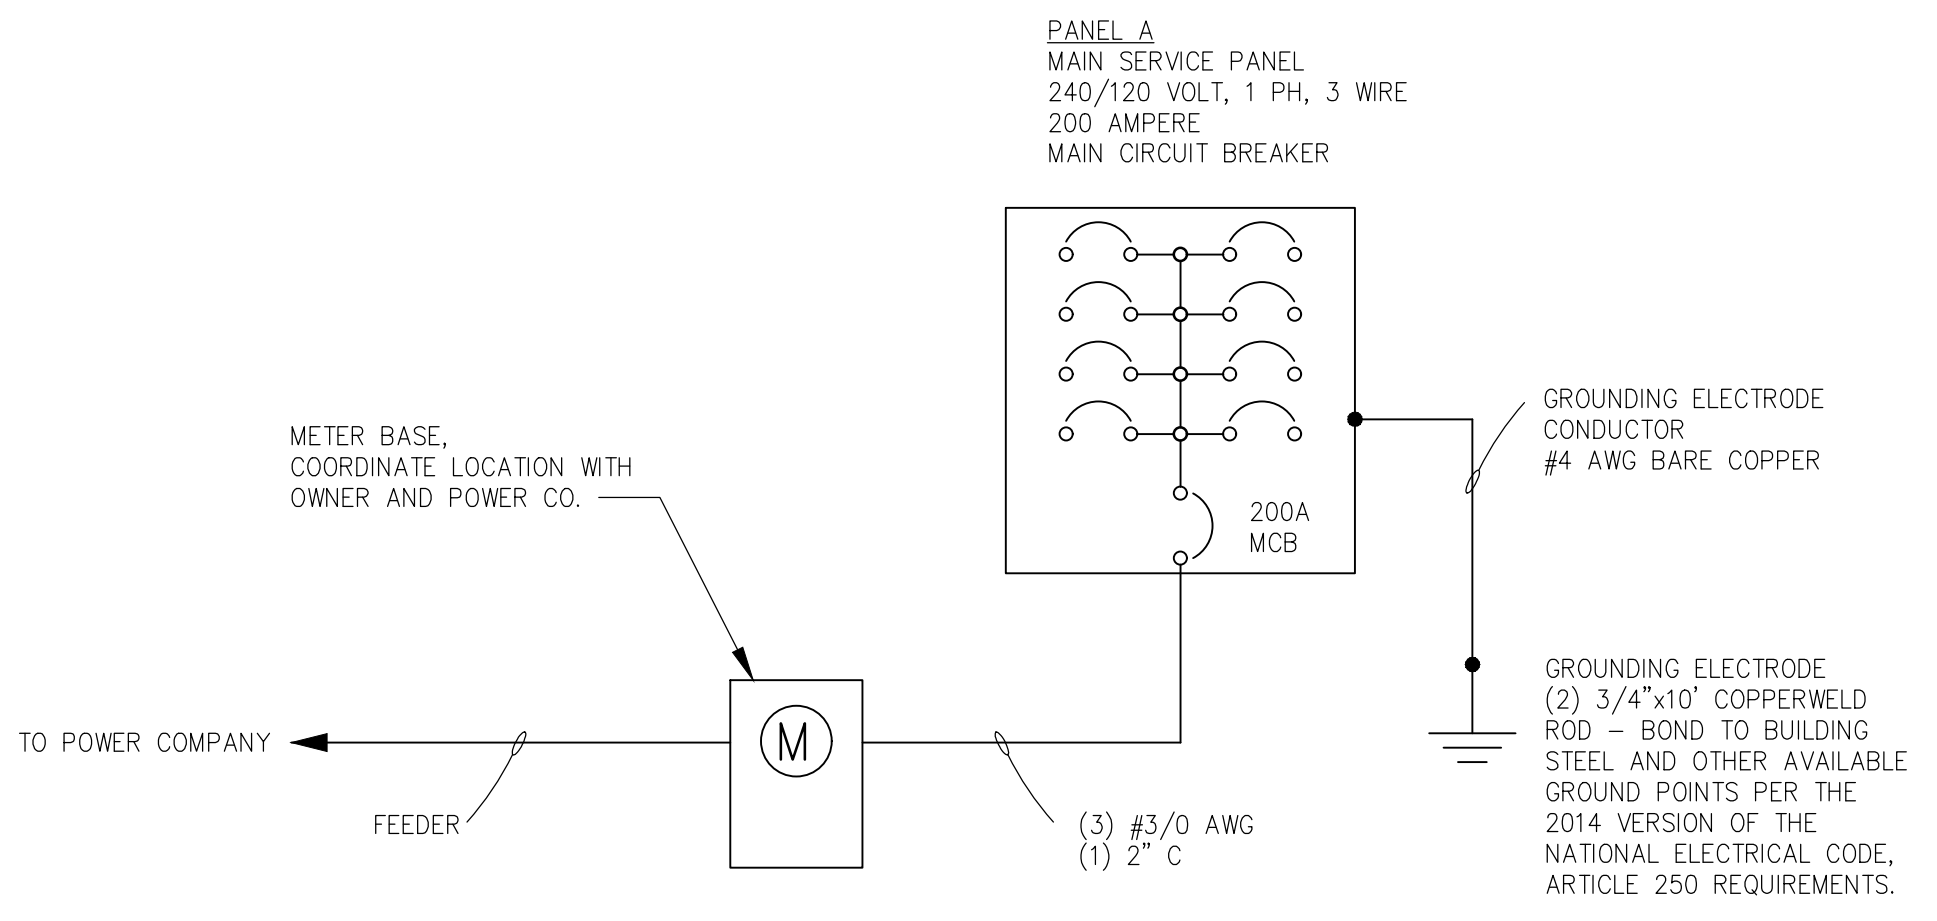 PANEL A
MAIN SERVICE PANEL
240/120 VOLT, 1 PH, 3 WIRE
200 AMPERE
MAIN CIRCUIT BREAKER
200A
MCB
GROUNDING ELECTRODE
CONDUCTOR
#4 AWG BARE COPPER
METER BASE,
COORDINATE LOCATION WITH
OWNER AND POWER CO.
M
TO POWER COMPANY
FEEDER
(3) #3/0 AWG
(1) 2" C
GROUNDING ELECTRODE
(2) 3/4"x10' COPPERWELD
ROD – BOND TO BUILDING
STEEL AND OTHER AVAILABLE
GROUND POINTS PER THE
2014 VERSION OF THE
NATIONAL ELECTRICAL CODE,
ARTICLE 250 REQUIREMENTS.